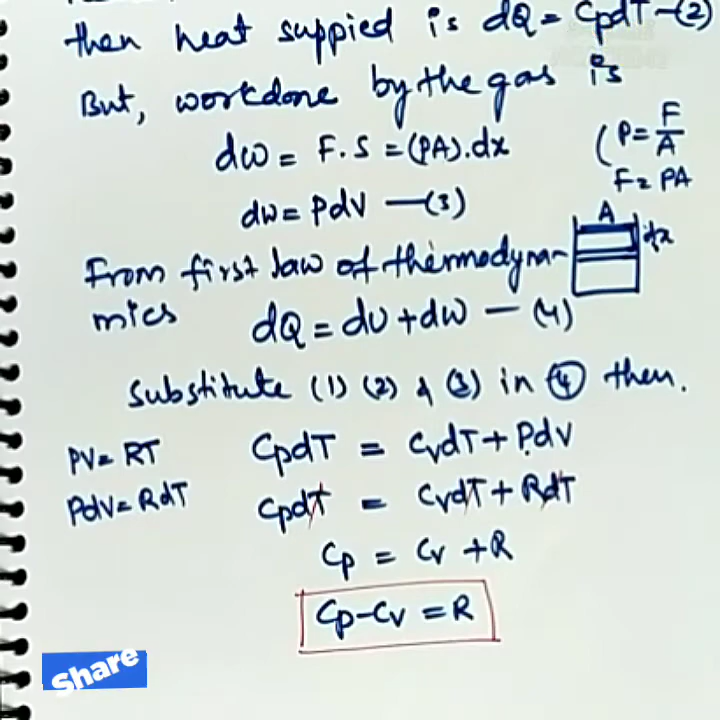 then heat suppied is dQ = CpdT —(2)
But, workdone by the gas is
dw = F.S = (PA).dx
(P = F/A
F = PA
dw = PdV —(3)
A
dx
From first law of thermodyna-
mics
dQ = dU + dW — (4)
Substitute (1) (2) & (3) in (4) then.
PV = RT
CpdT = CvdT + PdV
PdV = RdT
CpdT = CvdT + RdT
Cp = Cv + R
Cp - Cv = R
Share